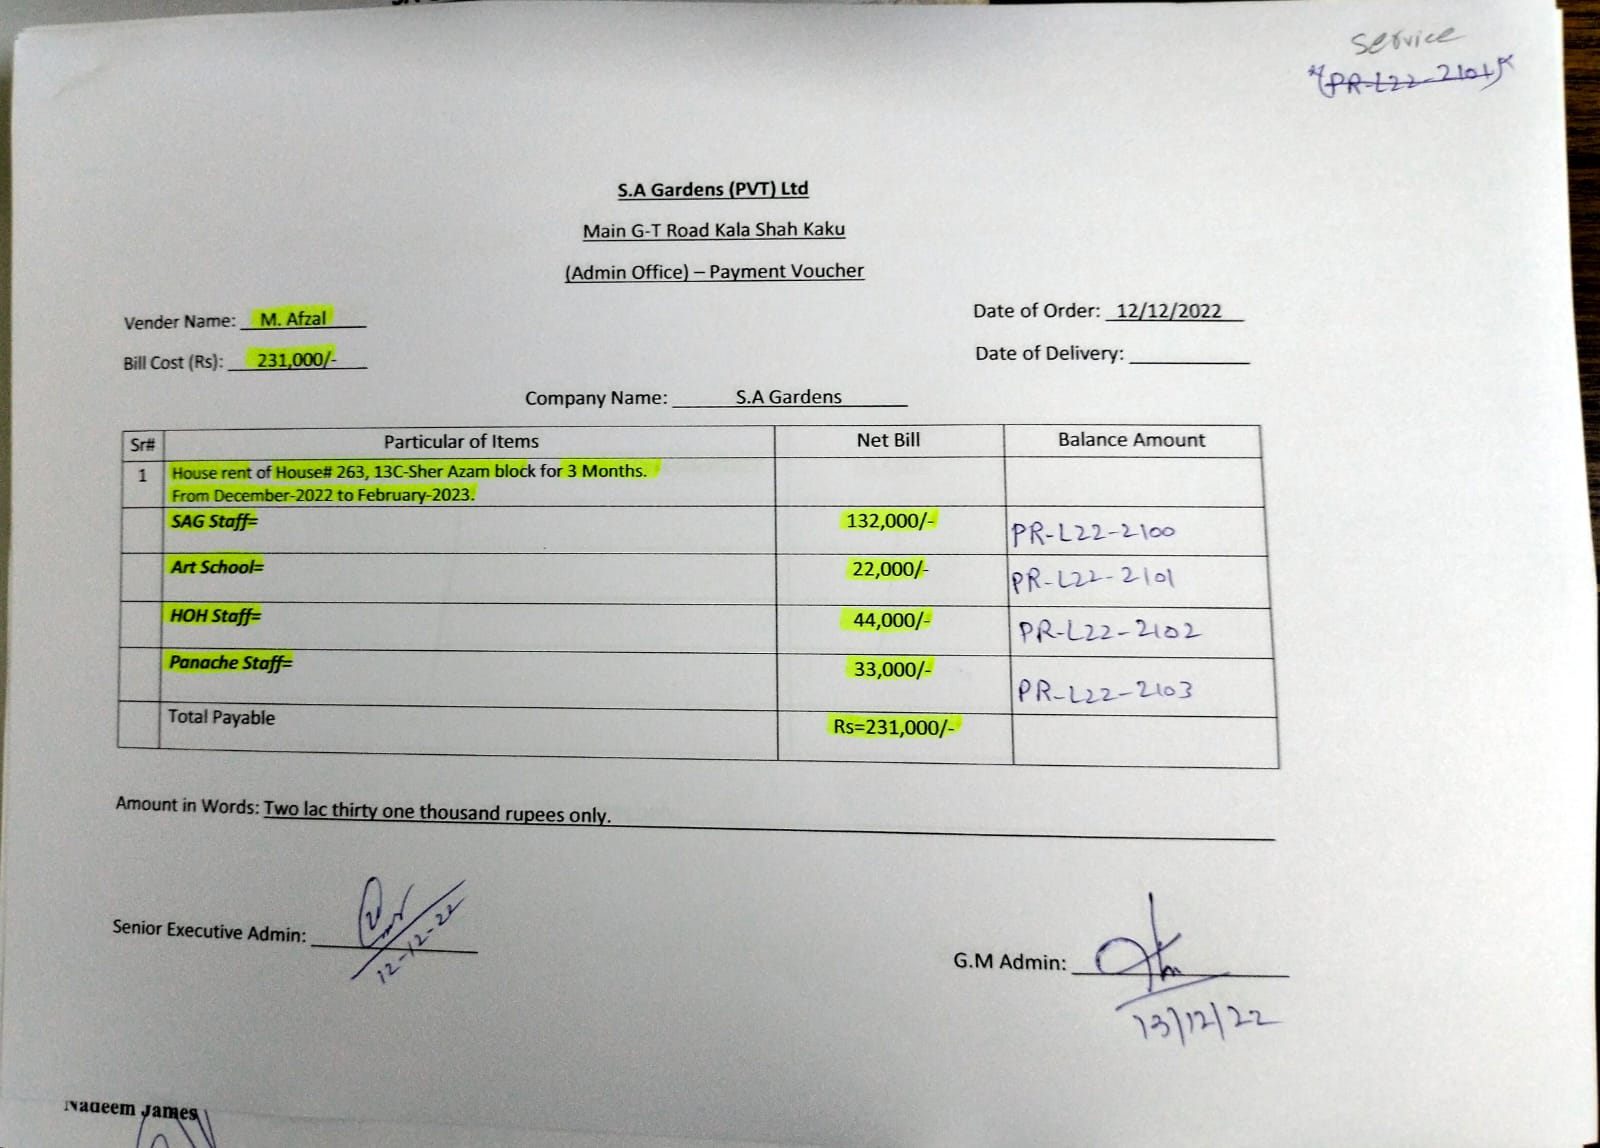 Service
PR-L22-2101
S.A Gardens (PVT) Ltd
Main G-T Road Kala Shah Kaku
(Admin Office) – Payment Voucher
Vender Name: M. Afzal
Date of Order: 12/12/2022
Bill Cost (Rs): 231,000/-
Date of Delivery:
Company Name: S.A Gardens
Sr# Particular of Items Net Bill Balance Amount
1 House rent of House# 263, 13C-Sher Azam block for 3 Months.
From December-2022 to February-2023.
SAG Staff= 132,000/- PR-L22-2100
Art School= 22,000/- PR-L22-2101
HOH Staff= 44,000/- PR-L22-2102
Panache Staff= 33,000/- PR-L22-2103
Total Payable Rs=231,000/-
Amount in Words: Two lac thirty one thousand rupees only.
Senior Executive Admin:
12-12-22
G.M Admin:
13/12/22
Nadeem James